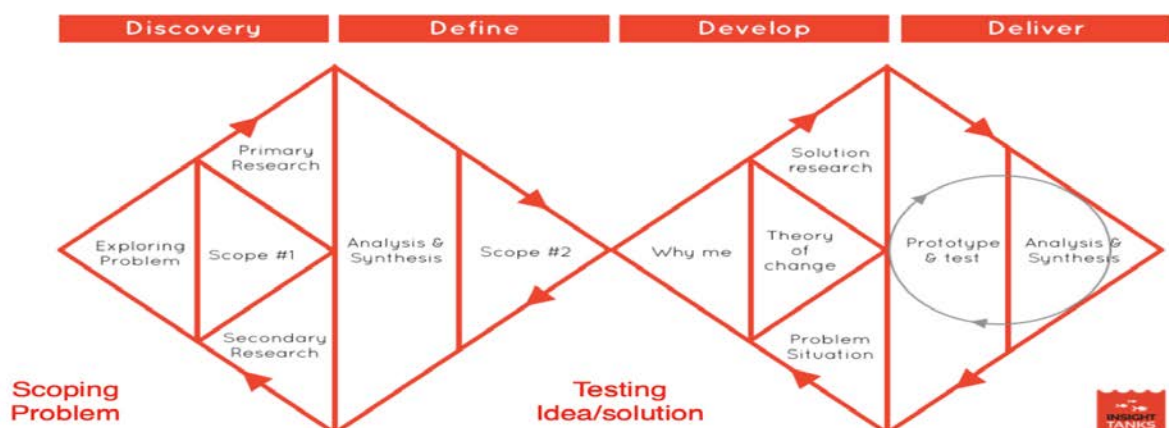 Discovery
Define
Develop
Deliver
Primary
Research
Exploring
Problem
Scope #1
Secondary
Research
Analysis &
Synthesis
Scope #2
Solution
research
Why me
Theory
of
change
Problem
Situation
Prototype
& test
Analysis &
Synthesis
Scoping
Problem
Testing
Idea/solution
INSIGHT
TANKS